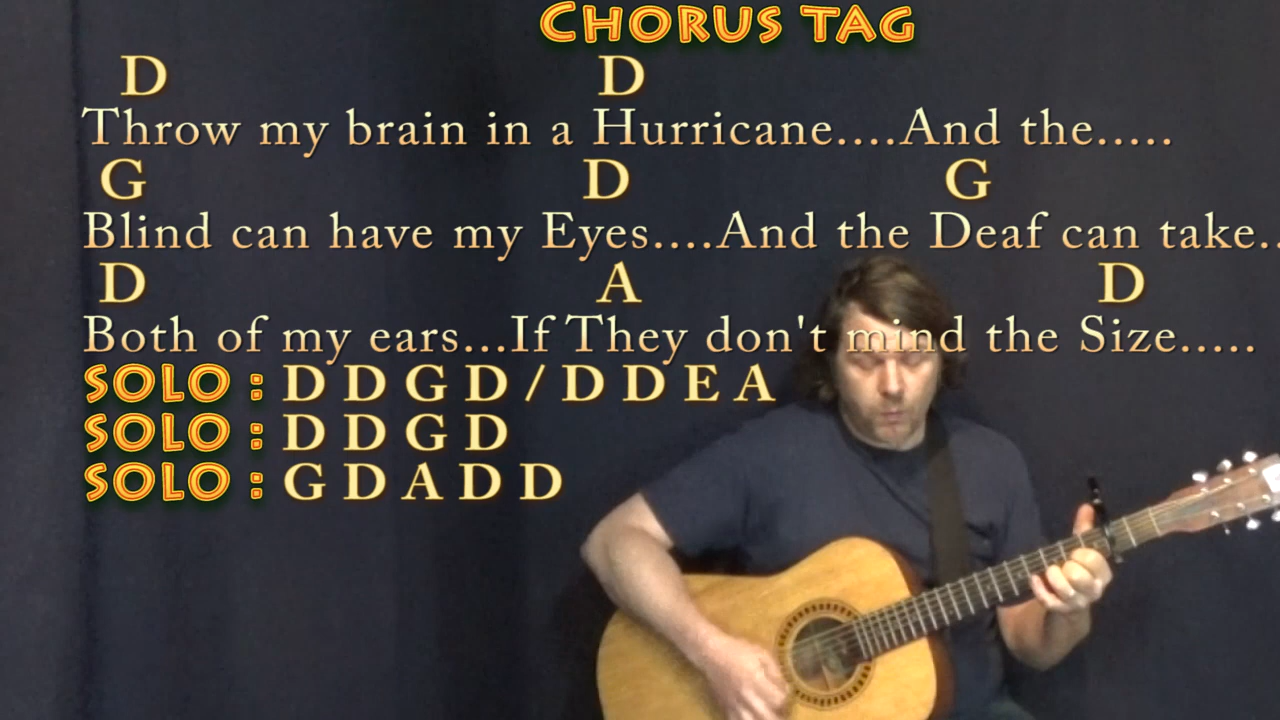 CHORUS TAG
D D
Throw my brain in a Hurricane....And the.....
G D G
Blind can have my Eyes....And the Deaf can take..
D A D
Both of my ears...If They don't mind the Size.....
SOLO : D D G D / D D E A
SOLO : D D G D
SOLO : G D A D D